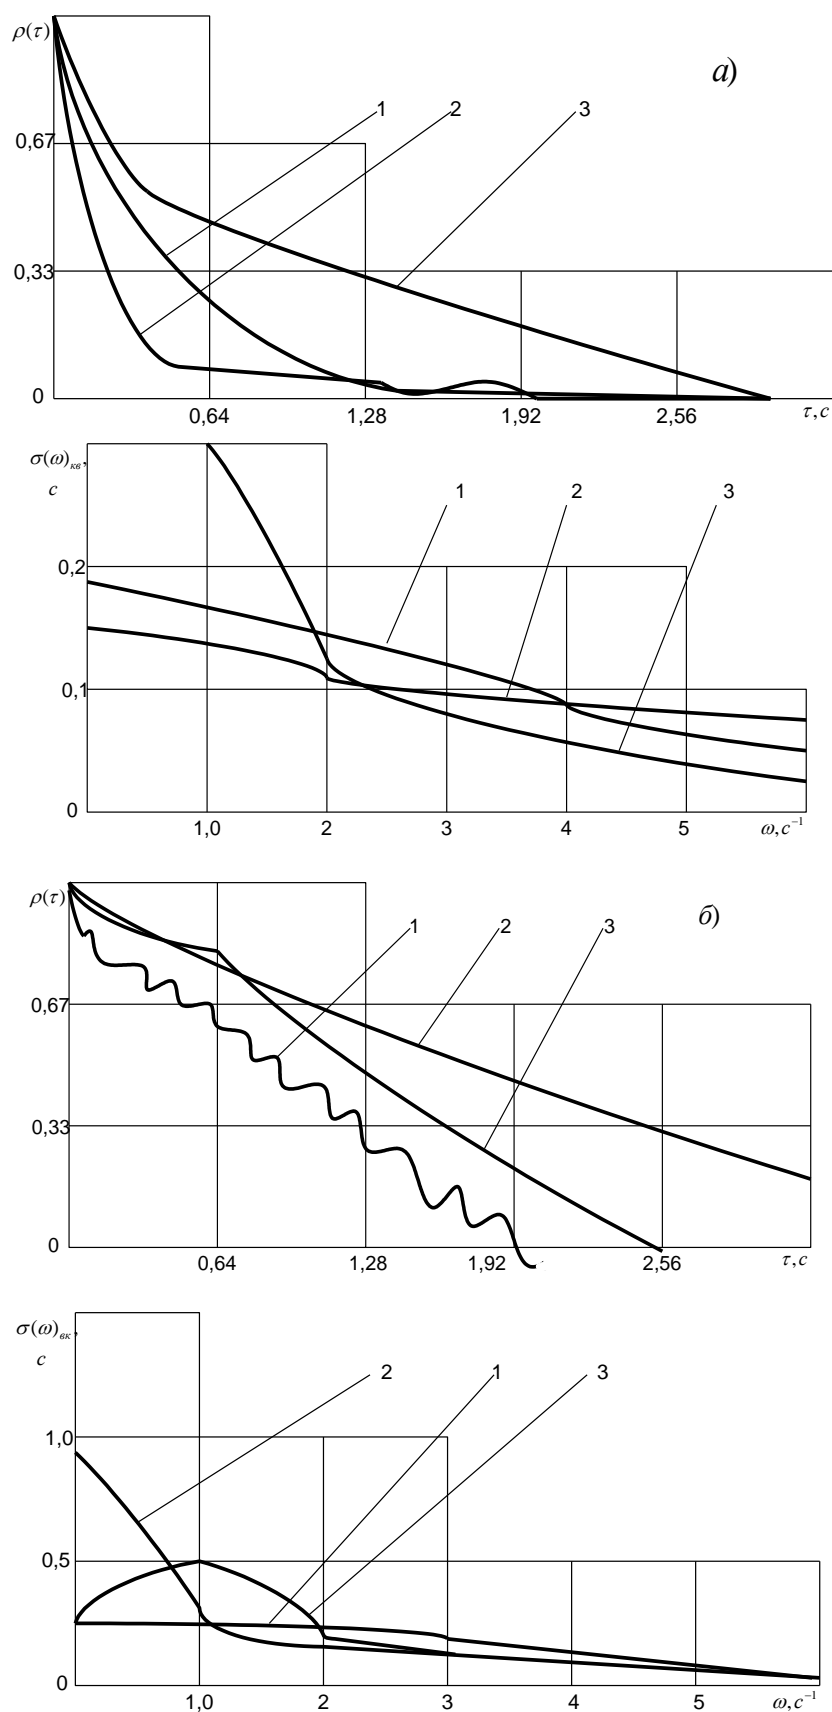 ρ(τ)
а)
1 2 3
0,67
0,33
0
0,64 1,28 1,92 2,56 τ,с
σ(ω)кв,
с
1 2 3
0,2
0,1
0
1,0 2 3 4 5 ω,с⁻¹
ρ(τ)
б)
1 2 3
0,67
0,33
0
0,64 1,28 1,92 2,56 τ,с
σ(ω)вк,
с
2 1 3
1,0
0,5
0
1,0 2 3 4 5 ω,с⁻¹